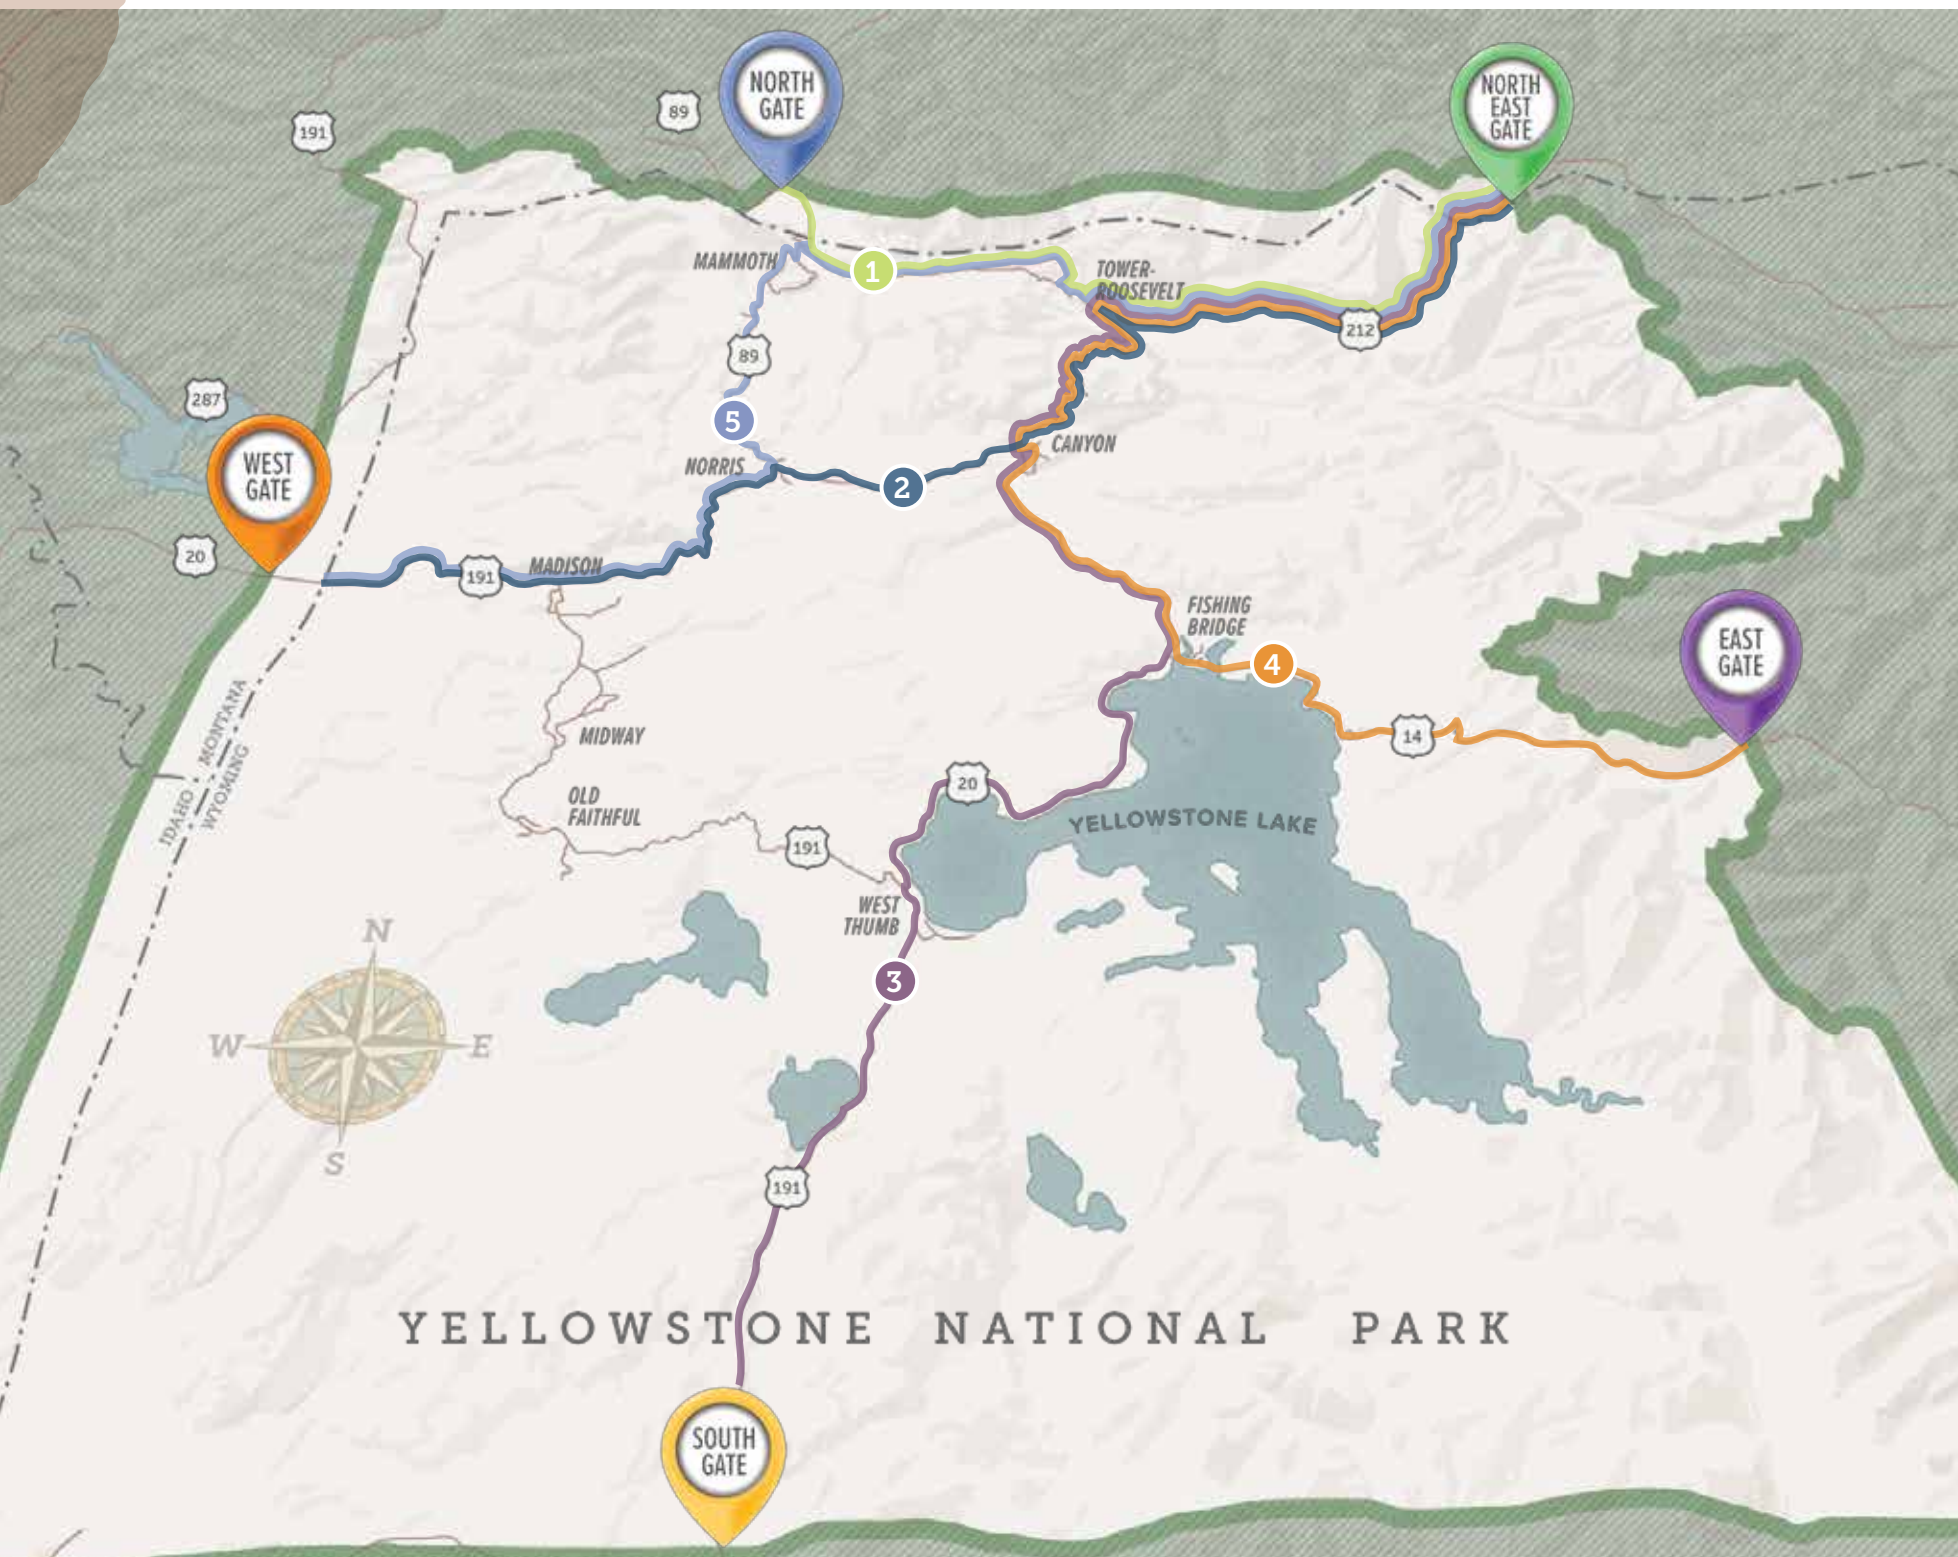 NORTH
GATE
NORTH
EAST
GATE
89
191
MAMMOTH
1
TOWER-
ROOSEVELT
212
89
287
5
CANYON
WEST
GATE
NORRIS
2
20
191
MADISON
FISHING
BRIDGE
4
EAST
GATE
MONTANA
IDAHO
WYOMING
MIDWAY
14
OLD
FAITHFUL
20
YELLOWSTONE LAKE
191
WEST
THUMB
N
W
E
S
3
191
YELLOWSTONE NATIONAL PARK
SOUTH
GATE